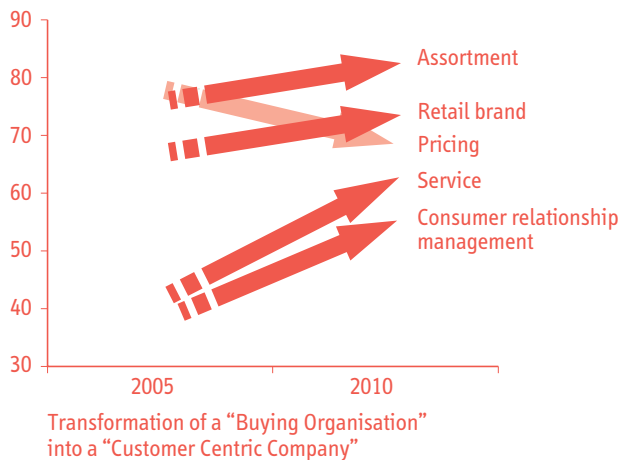 90
80
70
60
50
40
30
Assortment
Retail brand
Pricing
Service
Consumer relationship
management
2005
2010
Transformation of a “Buying Organisation”
into a “Customer Centric Company”